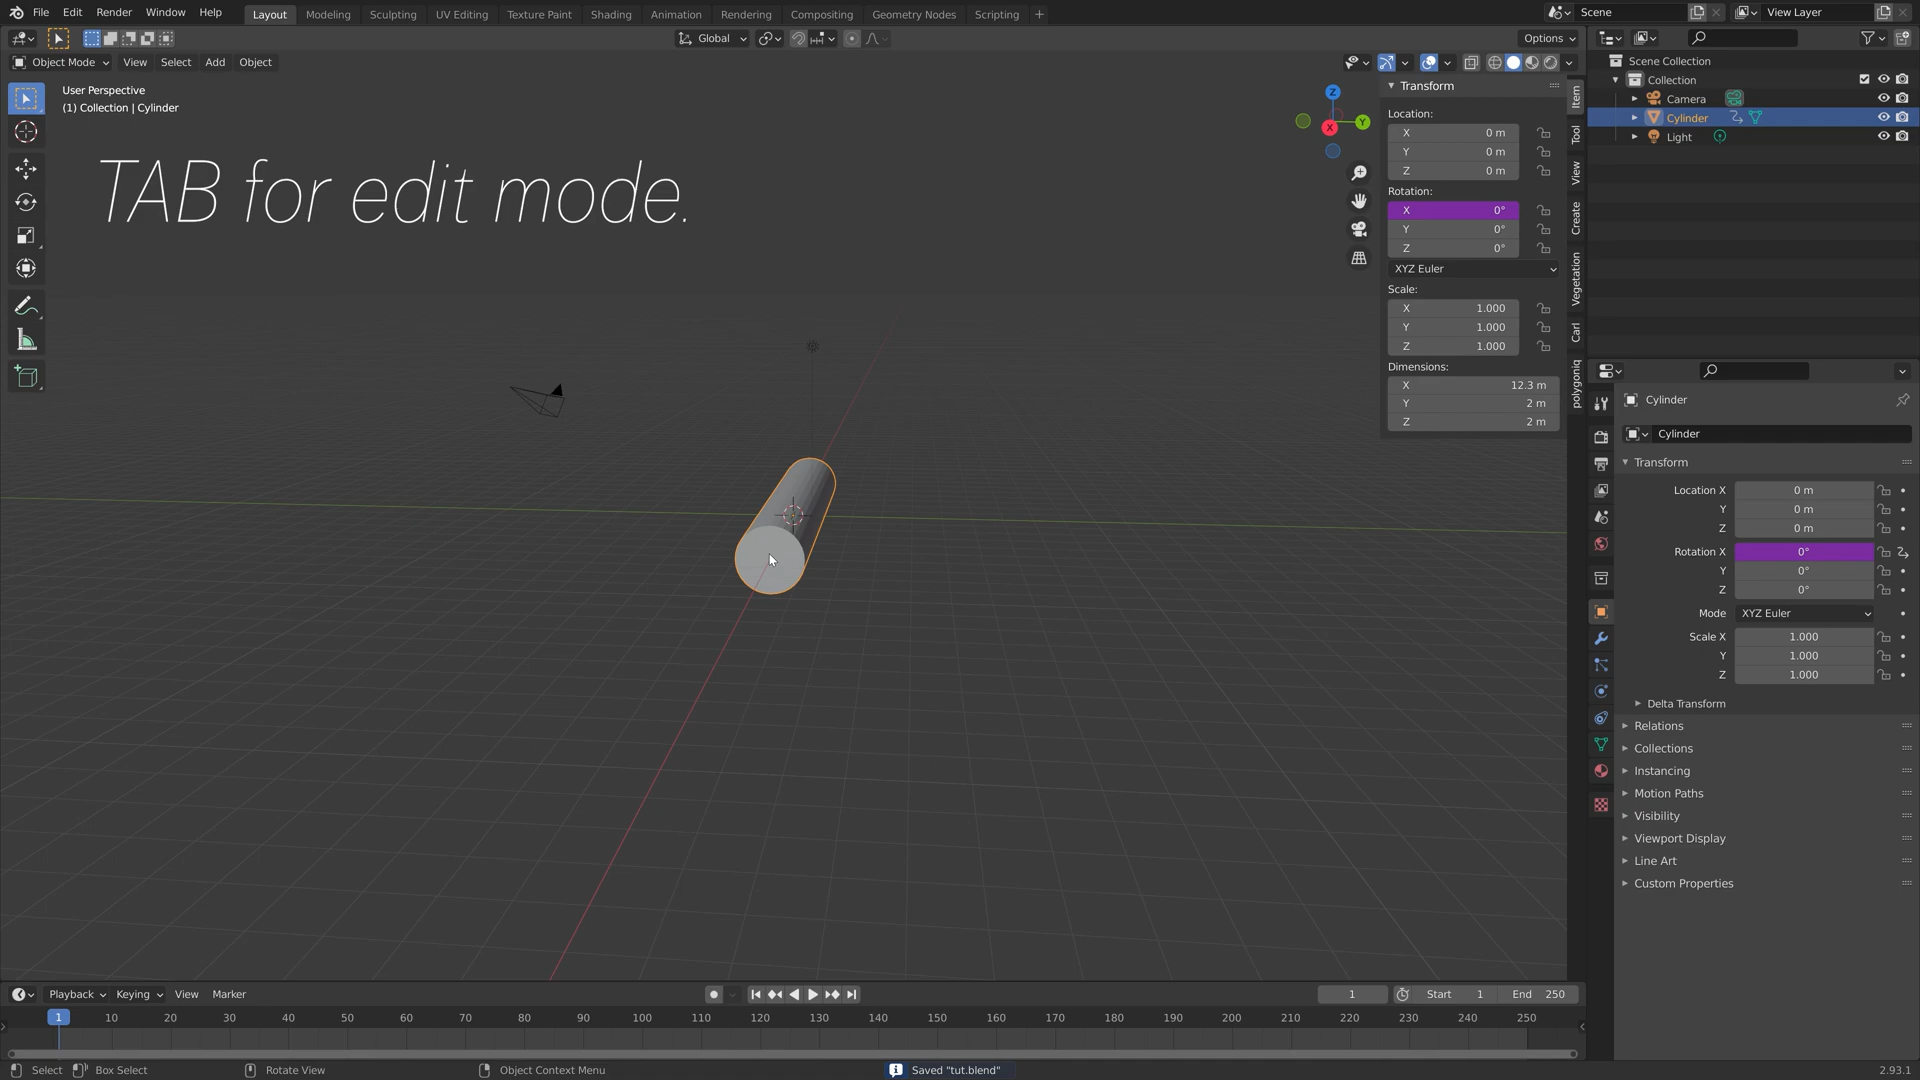 File Edit Render Window Help Layout Modeling Sculpting UV Editing Texture Paint Shading Animation Rendering Compositing Geometry Nodes Scripting + Scene View Layer
Global Options
Object Mode View Select Add Object
User Perspective
(1) Collection | Cylinder
TAB for edit mode.
Z
Y
X
Transform
Location:
X 0 m
Y 0 m
Z 0 m
Rotation:
X 0°
Y 0°
Z 0°
XYZ Euler
Scale:
X 1.000
Y 1.000
Z 1.000
Dimensions:
X 12.3 m
Y 2 m
Z 2 m
Item
Tool
View
Create
Vegetation
Carl
polygoniq
Scene Collection
Collection
Camera
Cylinder
Light
Cylinder
Cylinder
Transform
Location X 0 m
Y 0 m
Z 0 m
Rotation X 0°
Y 0°
Z 0°
Mode XYZ Euler
Scale X 1.000
Y 1.000
Z 1.000
Delta Transform
Relations
Collections
Instancing
Motion Paths
Visibility
Viewport Display
Line Art
Custom Properties
Playback Keying View Marker 1 Start 1 End 250
1 10 20 30 40 50 60 70 80 90 100 110 120 130 140 150 160 170 180 190 200 210 220 230 240 250
Select Box Select Rotate View Object Context Menu Saved "tut.blend" 2.93.1